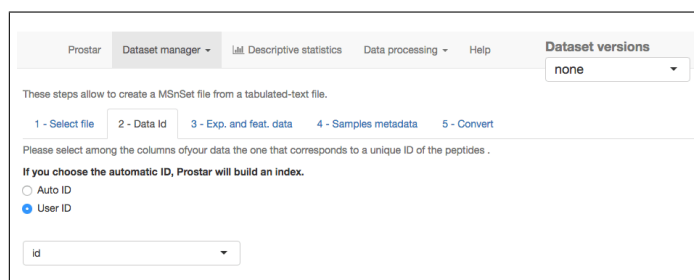 Prostar Dataset manager Descriptive statistics Data processing Help Dataset versions
none
These steps allow to create a MSnSet file from a tabulated-text file.
1 - Select file 2 - Data Id 3 - Exp. and feat. data 4 - Samples metadata 5 - Convert
Please select among the columns ofyour data the one that corresponds to a unique ID of the peptides .
If you choose the automatic ID, Prostar will build an index.
Auto ID
User ID
id